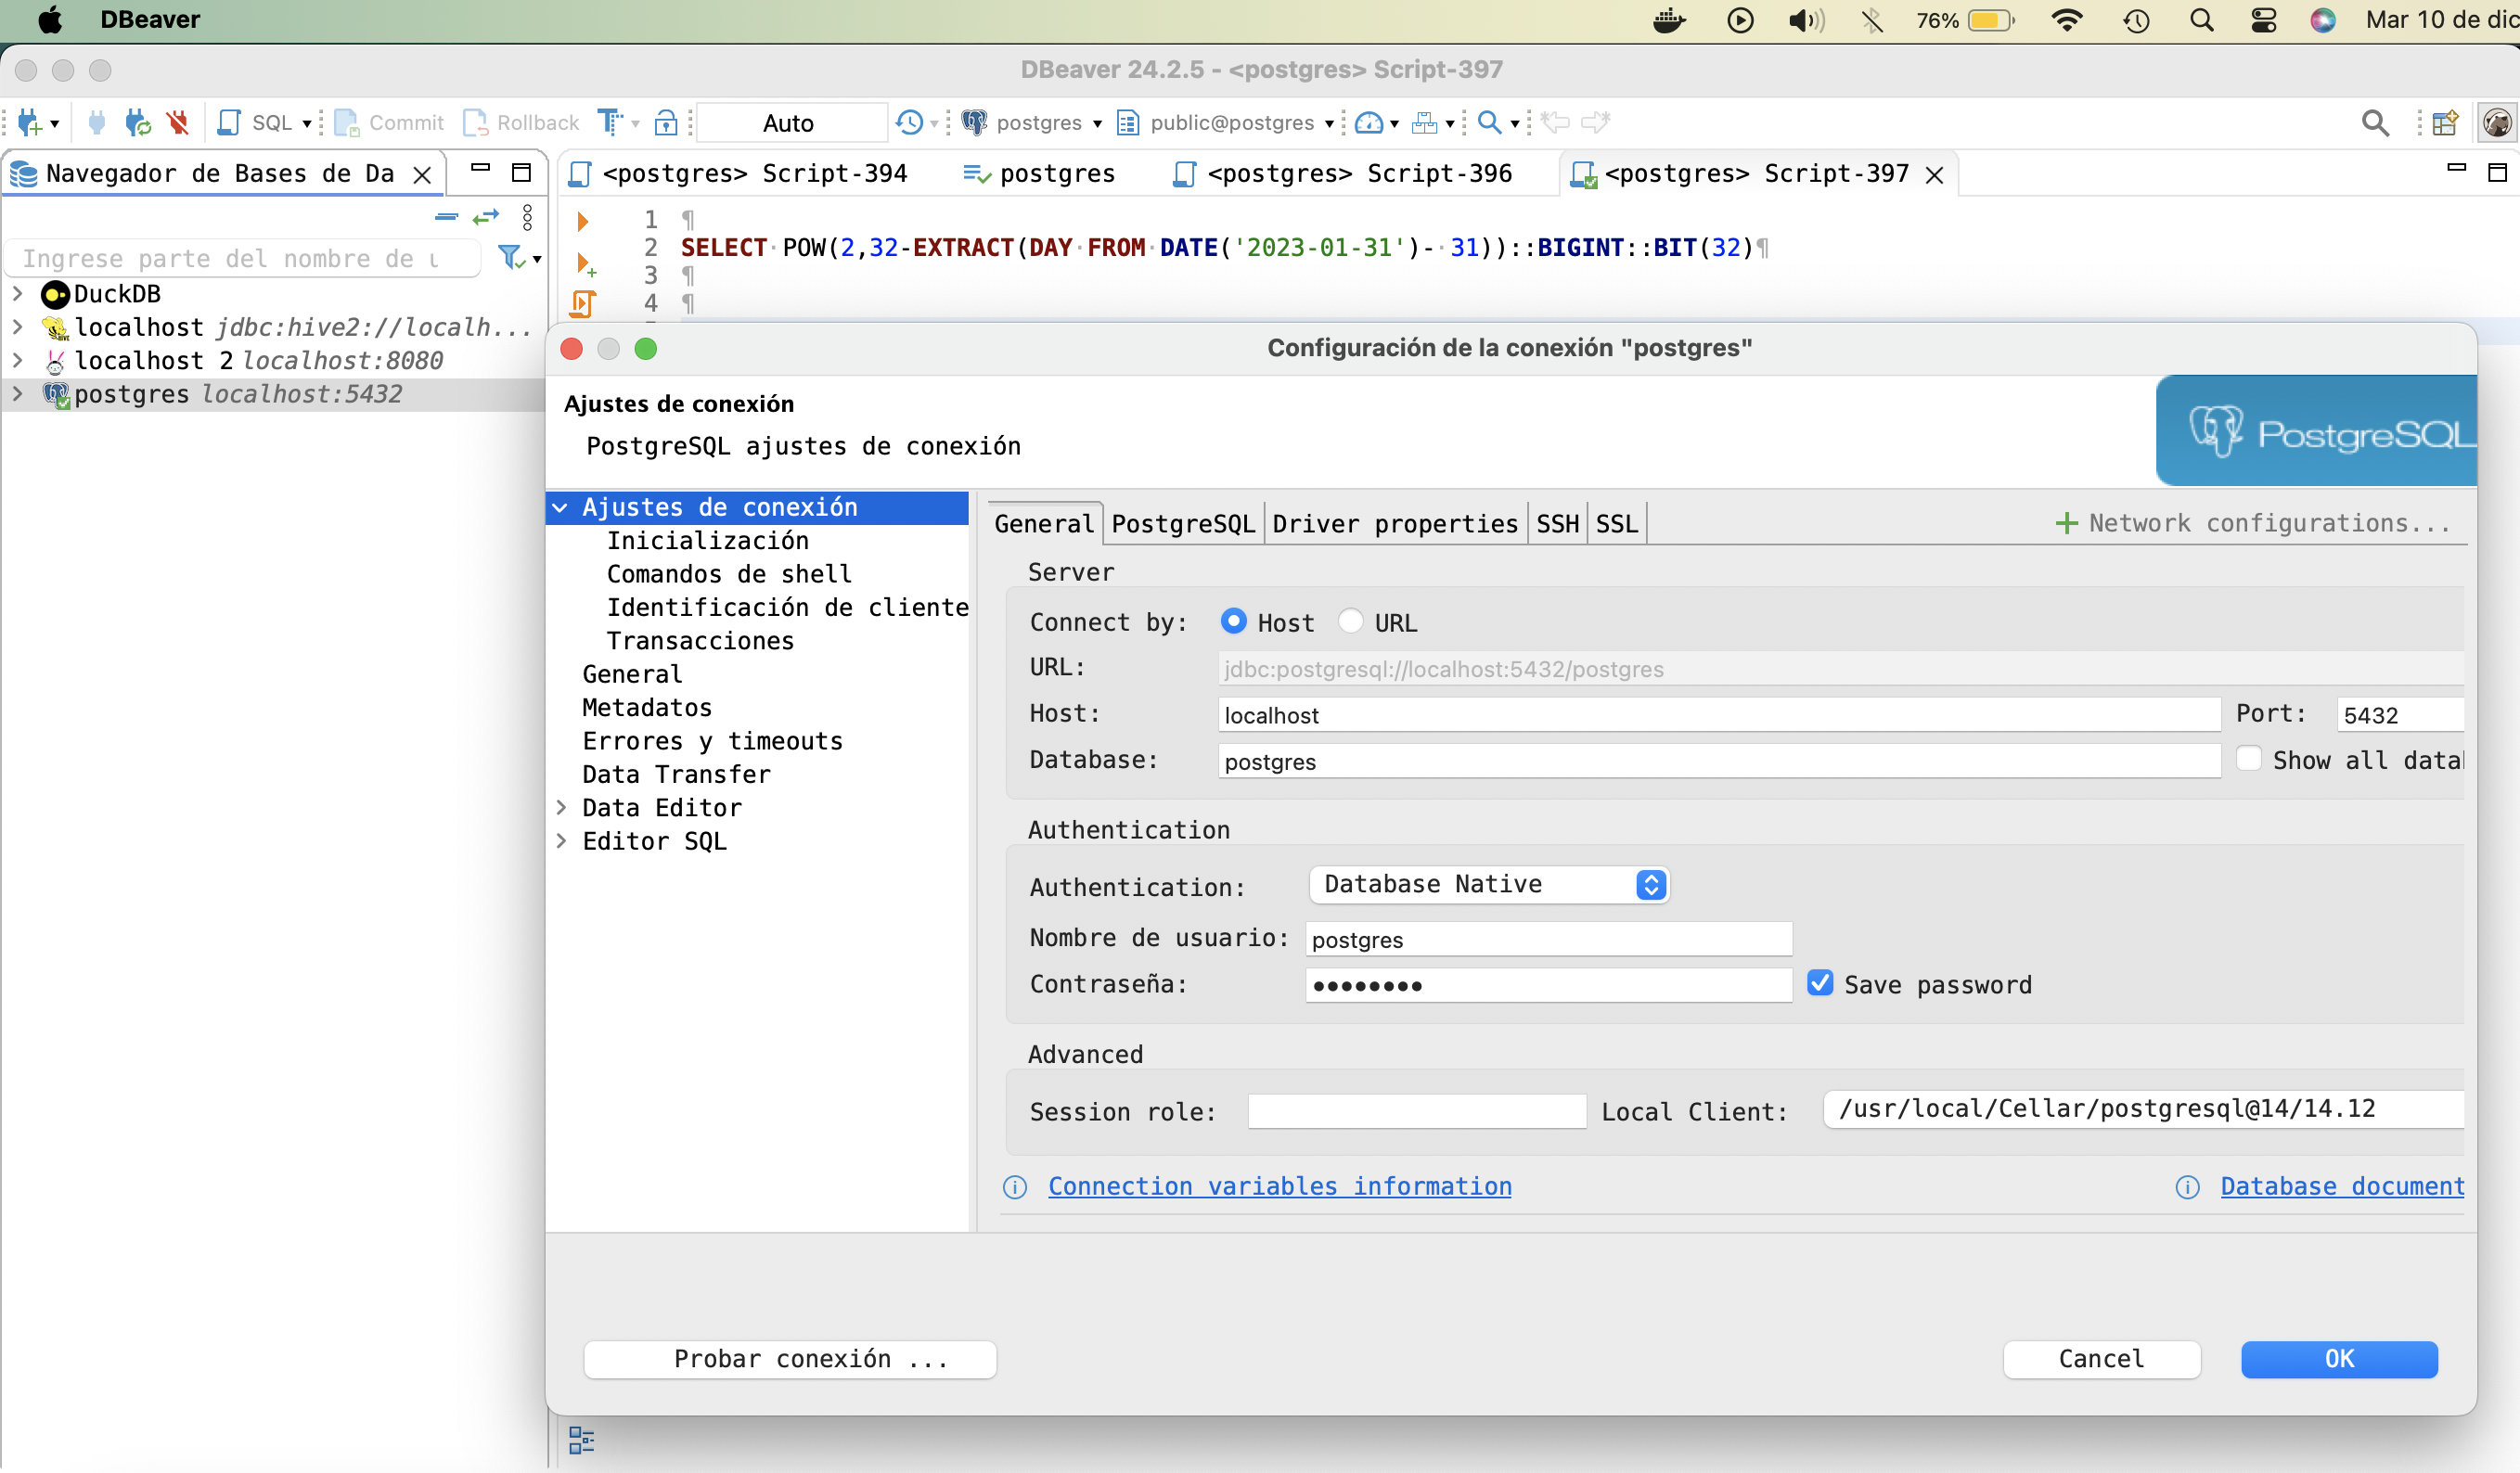 DBeaver
76%
Mar 10 de dic
DBeaver 24.2.5 - <postgres> Script-397
SQL
Commit
Rollback
Auto
postgres
public@postgres
Navegador de Bases de Da
<postgres> Script-394
postgres
<postgres> Script-396
<postgres> Script-397
Ingrese parte del nombre de
DuckDB
localhost jdbc:hive2://localh...
localhost 2 localhost:8080
postgres localhost:5432
1 ¶
2 SELECT·POW(2,32-EXTRACT(DAY·FROM·DATE('2023-01-31')-·31))::BIGINT::BIT(32)¶
3 ¶
4 ¶
Configuración de la conexión "postgres"
Ajustes de conexión
PostgreSQL ajustes de conexión
PostgreSQL
Ajustes de conexión
Inicialización
Comandos de shell
Identificación de cliente
Transacciones
General
Metadatos
Errores y timeouts
Data Transfer
Data Editor
Editor SQL
General
PostgreSQL
Driver properties
SSH
SSL
Network configurations...
Server
Connect by: Host URL
URL: jdbc:postgresql://localhost:5432/postgres
Host: localhost Port: 5432
Database: postgres Show all datal
Authentication
Authentication: Database Native
Nombre de usuario: postgres
Contraseña: •••••••• Save password
Advanced
Session role: Local Client: /usr/local/Cellar/postgresql@14/14.12
Connection variables information
Database document
Probar conexión ...
Cancel
OK